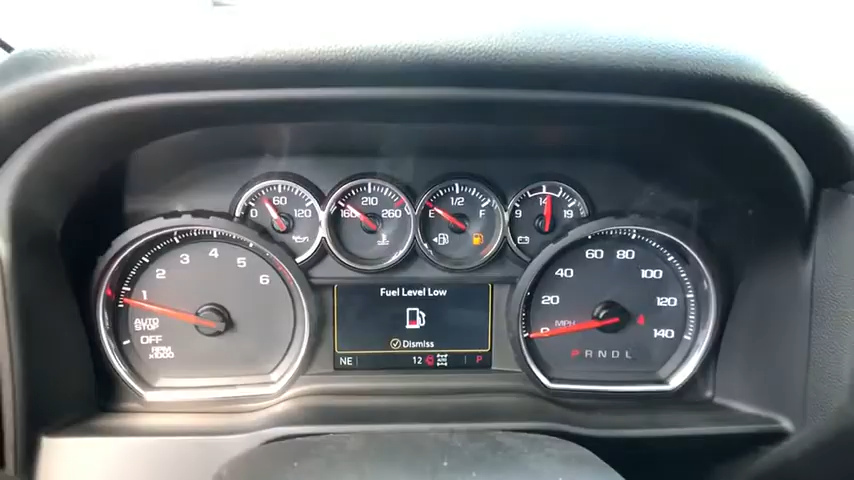 0 60 120
160 210 260
E 1/2 F
9 14 19
1 2 3 4 5 6
AUTO
STOP
OFF
RPM
x1000
Fuel Level Low
Dismiss
NE 12 P
0 20 40 60 80 100 120 140
MPH
P R N D L